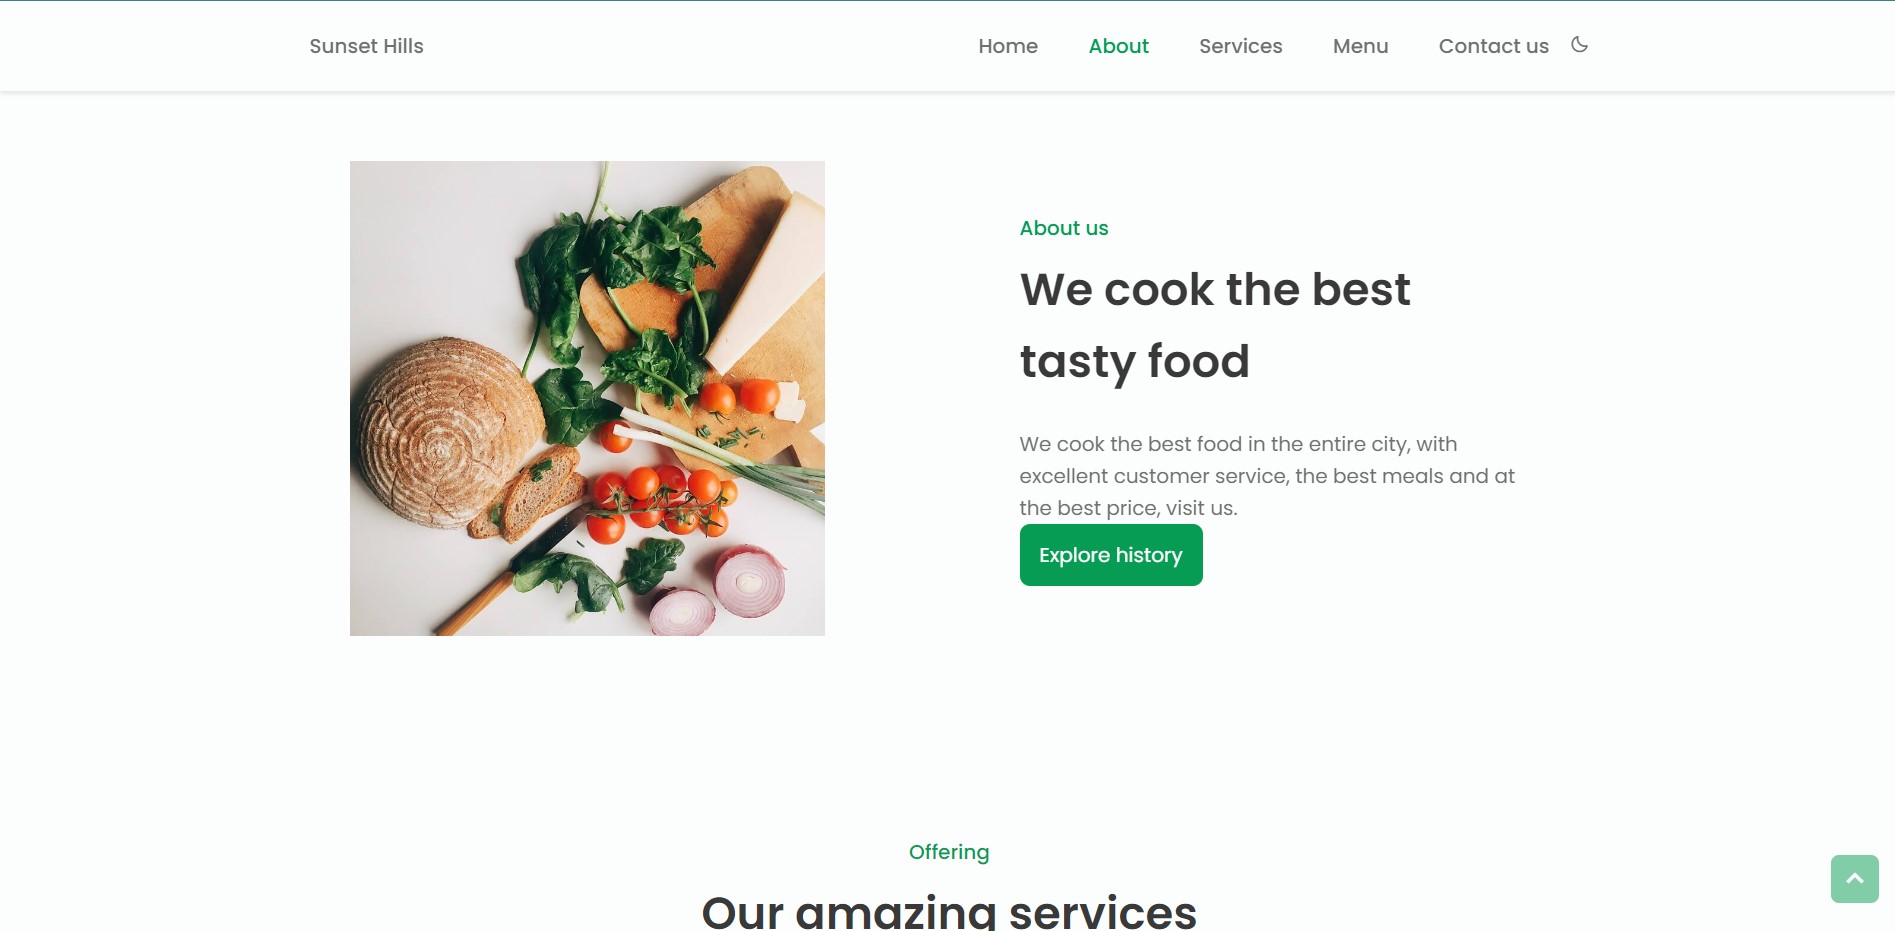 Sunset Hills
Home
About
Services
Menu
Contact us
About us
We cook the best
tasty food
We cook the best food in the entire city, with
excellent customer service, the best meals and at
the best price, visit us.
Explore history
Offering
Our amazing services